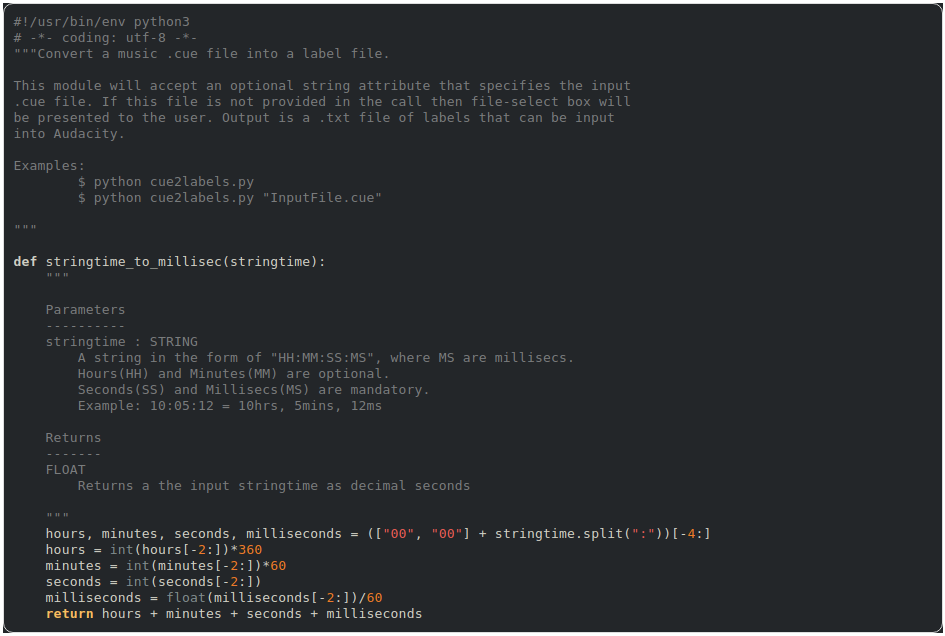 #!/usr/bin/env python3
# -*- coding: utf-8 -*-
"""Convert a music .cue file into a label file.

This module will accept an optional string attribute that specifies the input
.cue file. If this file is not provided in the call then file-select box will
be presented to the user. Output is a .txt file of labels that can be input
into Audacity.

Examples:
        $ python cue2labels.py
        $ python cue2labels.py "InputFile.cue"

"""

def stringtime_to_millisec(stringtime):
    """

    Parameters
    ----------
    stringtime : STRING
        A string in the form of "HH:MM:SS:MS", where MS are millisecs.
        Hours(HH) and Minutes(MM) are optional.
        Seconds(SS) and Millisecs(MS) are mandatory.
        Example: 10:05:12 = 10hrs, 5mins, 12ms

    Returns
    -------
    FLOAT
        Returns a the input stringtime as decimal seconds

    """
    hours, minutes, seconds, milliseconds = (["00", "00"] + stringtime.split(":"))[-4:]
    hours = int(hours[-2:])*360
    minutes = int(minutes[-2:])*60
    seconds = int(seconds[-2:])
    milliseconds = float(milliseconds[-2:])/60
    return hours + minutes + seconds + milliseconds